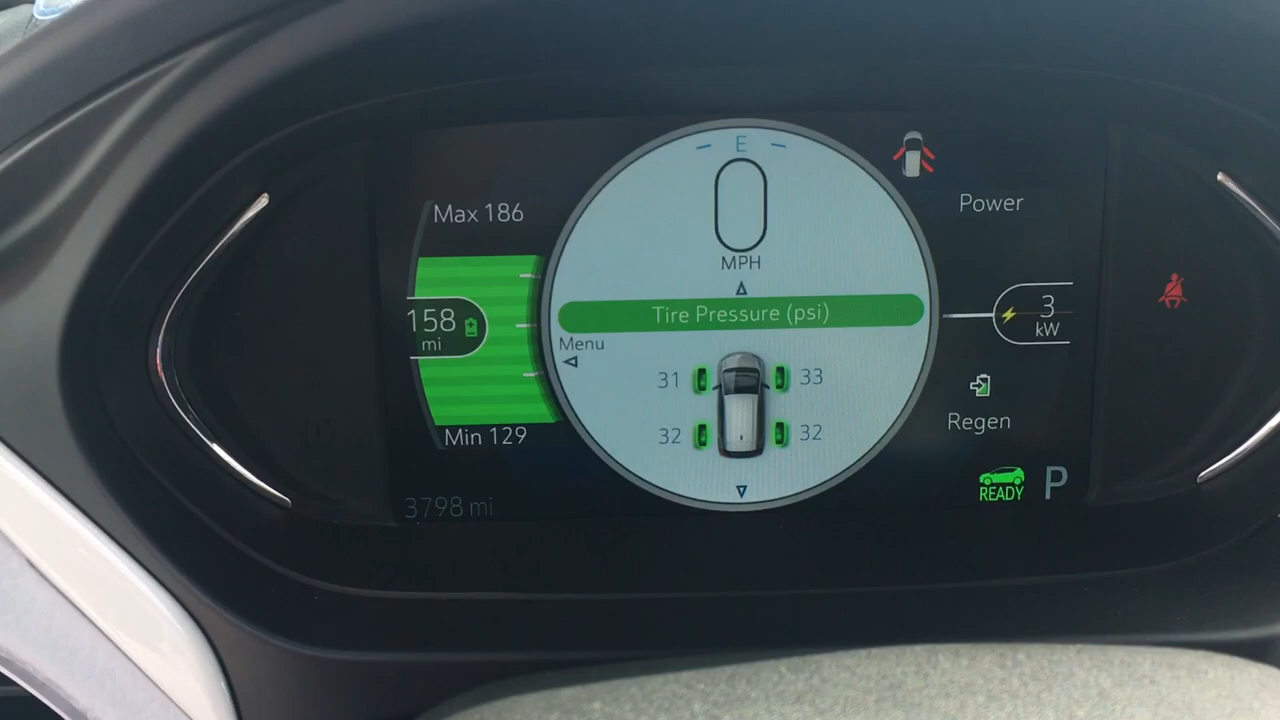 E
0
MPH
Max 186
Power
158
mi
Tire Pressure (psi)
3
kW
Menu
31
33
32
32
Min 129
Regen
READY
P
3798 mi